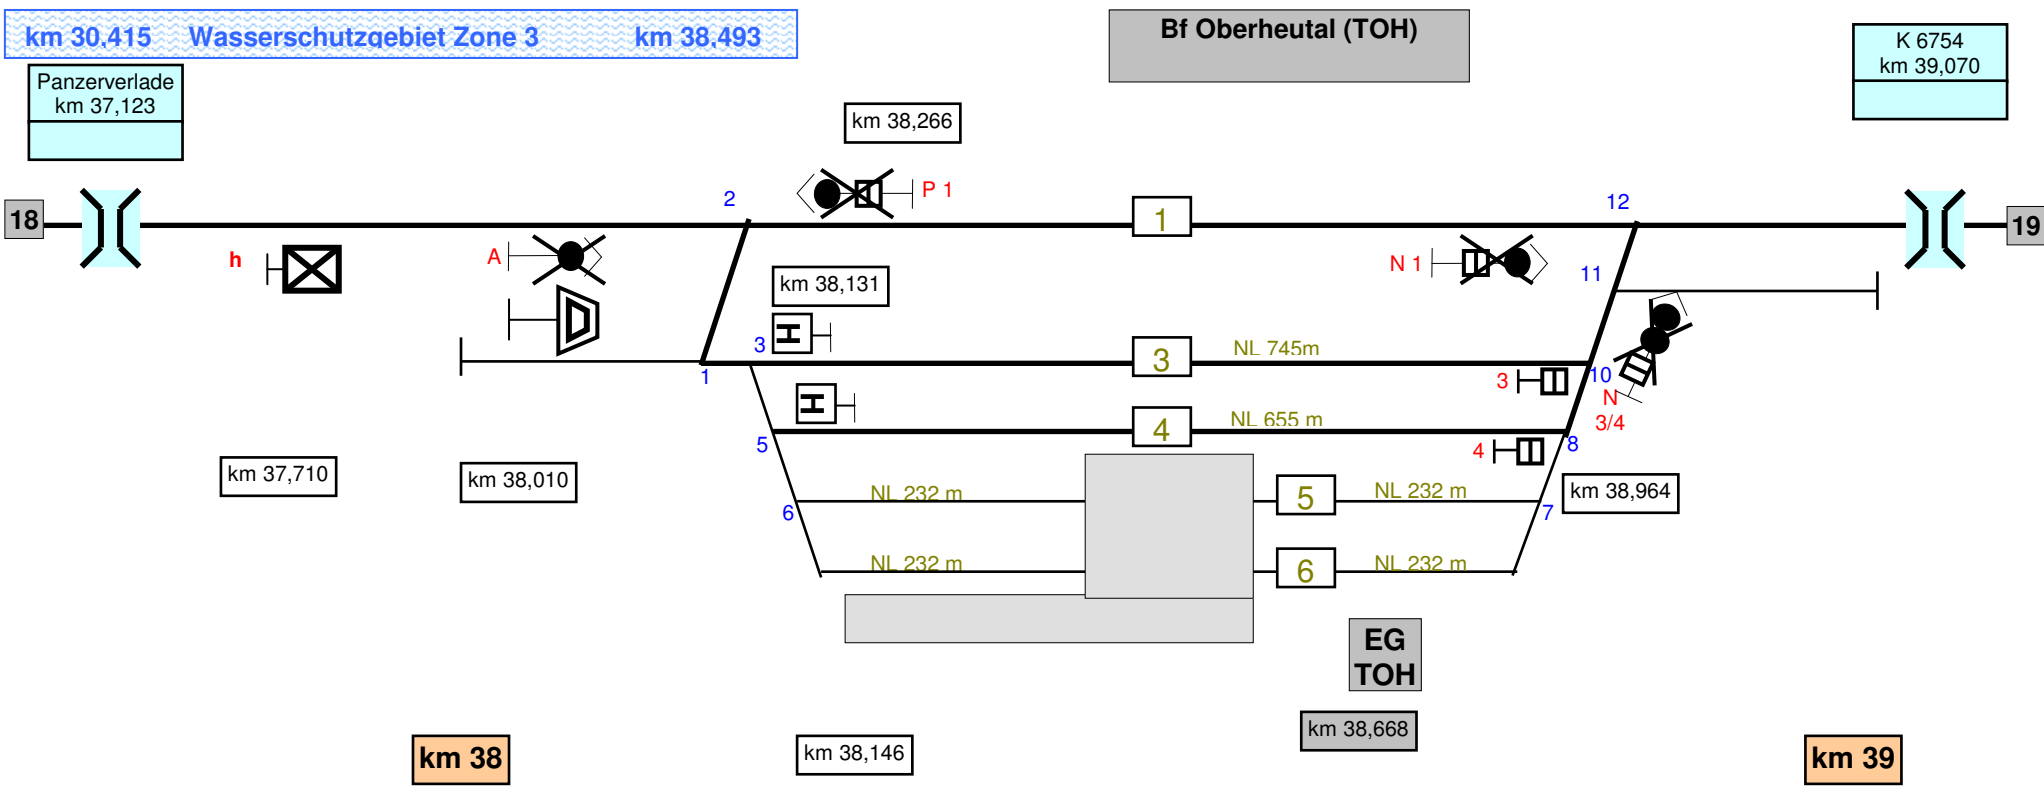 km 30,415 Wasserschutzgebiet Zone 3 km 38,493
Bf Oberheutal (TOH)
K 6754
km 39,070
Panzerverlade
km 37,123
km 38,266
2
P 1
12
18
1
19
h
A
N 1
11
km 38,131
3
1
3
NL 745m
3
10
N
3/4
5
4
NL 655 m
4
8
km 37,710
km 38,010
km 38,964
6
NL 232 m
5
NL 232 m
7
NL 232 m
6
NL 232 m
EG
TOH
km 38,668
km 38
km 38,146
km 39
H
H